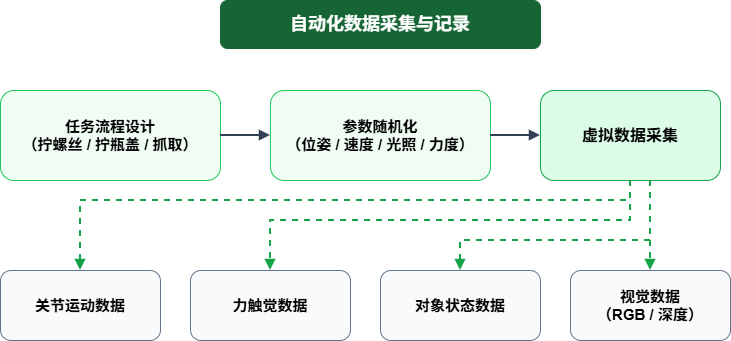 自动化数据采集与记录
任务流程设计
（拧螺丝 / 拧瓶盖 / 抓取）
参数随机化
（位姿 / 速度 / 光照 / 力度）
虚拟数据采集
关节运动数据
力触觉数据
对象状态数据
视觉数据
（RGB / 深度）